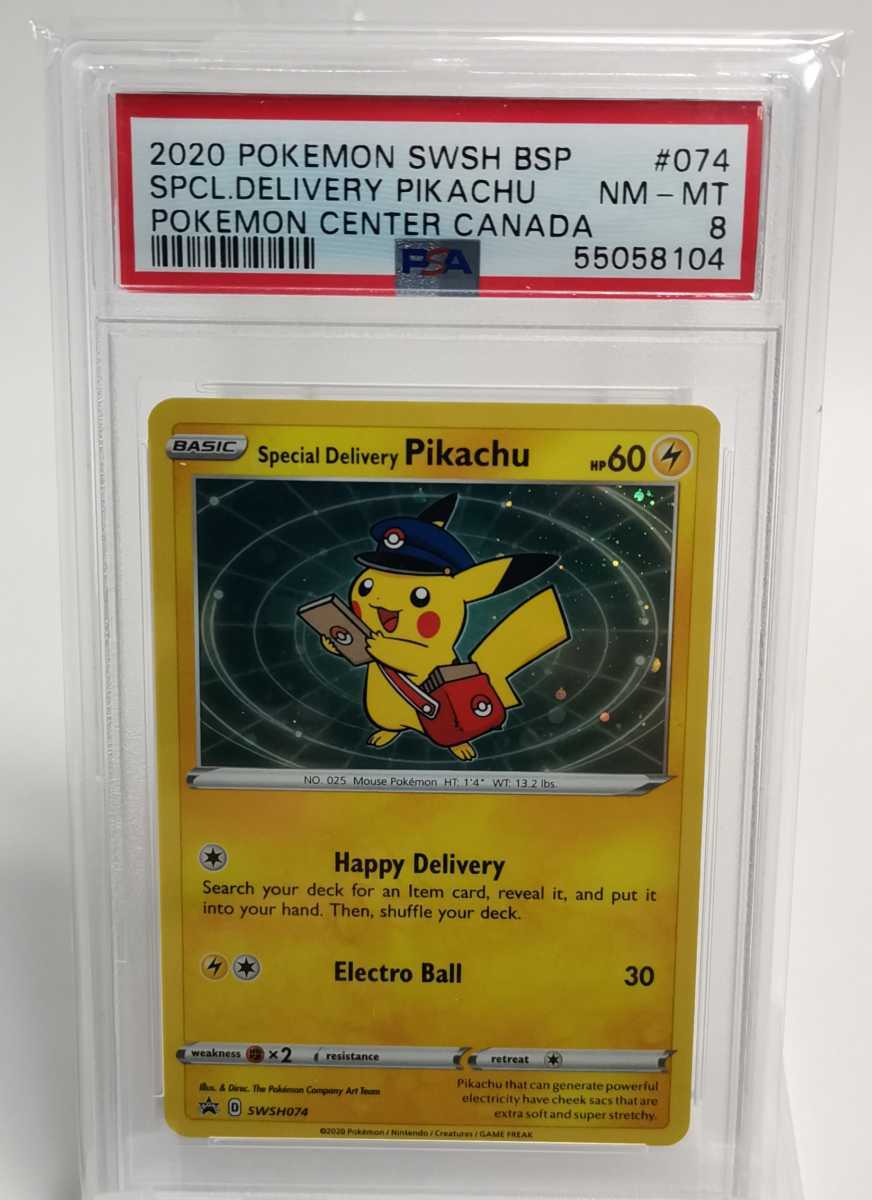 2020 POKEMON SWSH BSP #074
SPCL.DELIVERY PIKACHU NM - MT
POKEMON CENTER CANADA 8
PSA 55058104
BASIC Special Delivery Pikachu HP60
NO. 025 Mouse Pokémon HT: 1'4" WT: 13.2 lbs.
Happy Delivery
Search your deck for an Item card, reveal it, and put it
into your hand. Then, shuffle your deck.
Electro Ball 30
weakness ×2 resistance retreat
Illus. & Direc. The Pokémon Company Art Team
Pikachu that can generate powerful
electricity have cheek sacs that are
extra soft and super stretchy.
D SWSH074
©2020 Pokémon / Nintendo / Creatures / GAME FREAK